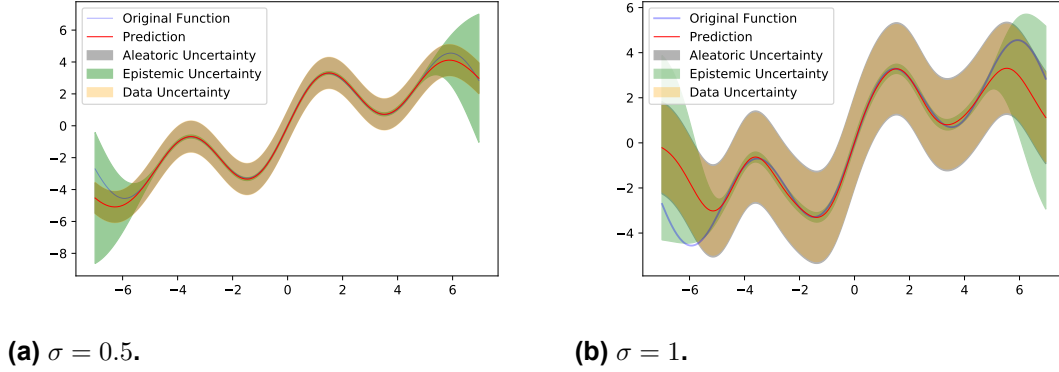 Original Function
Prediction
Aleatoric Uncertainty
Epistemic Uncertainty
Data Uncertainty
6
4
2
0
−2
−4
−6
−8
−6
−4
−2
0
2
4
6
(a) σ = 0.5.
Original Function
Prediction
Aleatoric Uncertainty
Epistemic Uncertainty
Data Uncertainty
6
4
2
0
−2
−4
−6
−4
−2
0
2
4
6
(b) σ = 1.